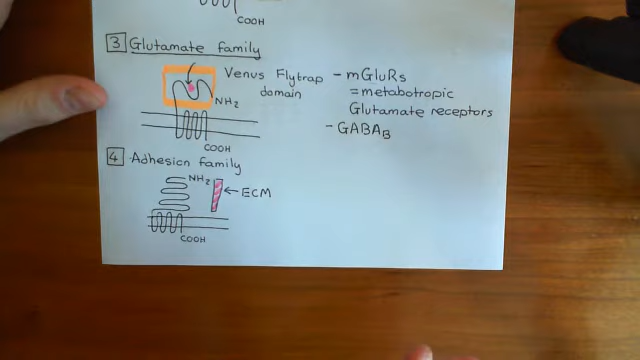 COOH
3 Glutamate family
Venus Flytrap domain
NH2
COOH
- mGluRs
= metabotropic
Glutamate receptors
- GABAB
4 Adhesion family
NH2
← ECM
COOH